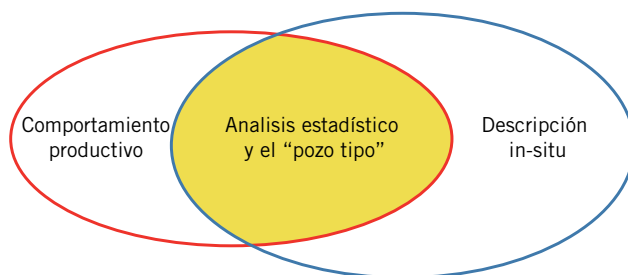 Comportamiento
productivo
Analisis estadístico
y el “pozo tipo”
Descripción
in-situ